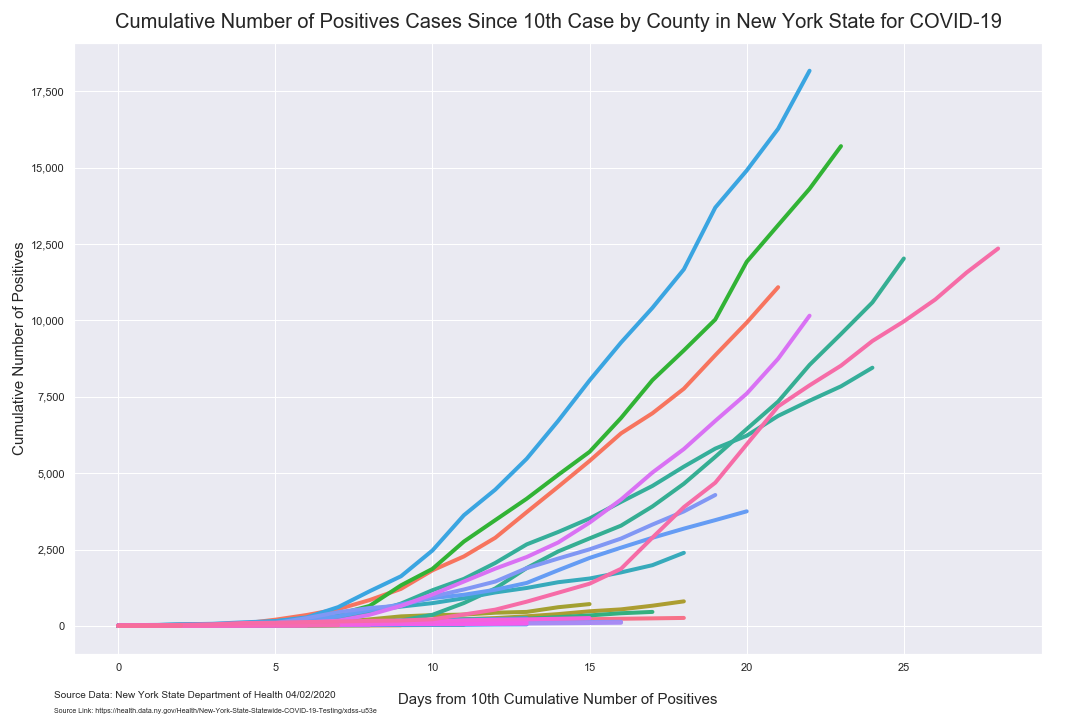 Cumulative Number of Positives Cases Since 10th Case by County in New York State for COVID-19
17,500
15,000
12,500
10,000
7,500
5,000
2,500
0
Cumulative Number of Positives
0 5 10 15 20 25
Days from 10th Cumulative Number of Positives
Source Data: New York State Department of Health 04/02/2020
Source Link: https://health.data.ny.gov/Health/New-York-State-Statewide-COVID-19-Testing/xdss-u53e